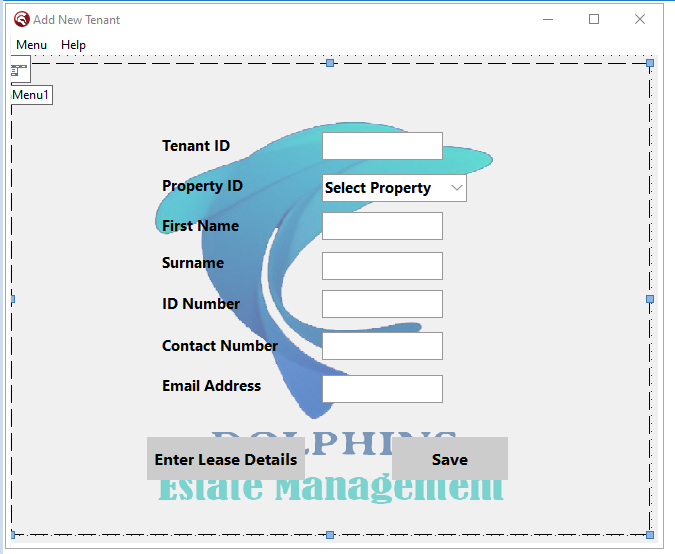 Add New Tenant
Menu Help
Menu1
Tenant ID
Property ID Select Property
First Name
Surname
ID Number
Contact Number
Email Address
DOLPHINS
Enter Lease Details Save
Estate Management